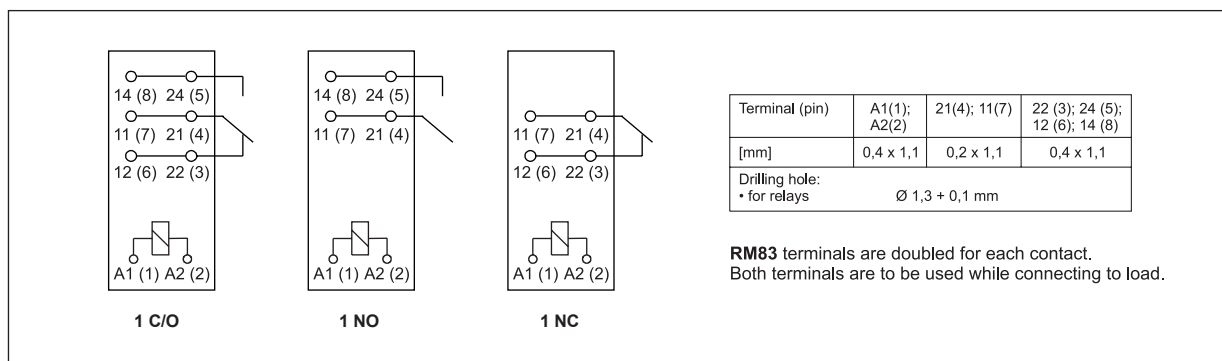 14 (8) 24 (5)
11 (7) 21 (4)
12 (6) 22 (3)
A1 (1) A2 (2)
1 C/O
14 (8) 24 (5)
11 (7) 21 (4)
A1 (1) A2 (2)
1 NO
11 (7) 21 (4)
12 (6) 22 (3)
A1 (1) A2 (2)
1 NC
Terminal (pin)
A1(1);
A2(2)
21(4); 11(7)
22 (3); 24 (5);
12 (6); 14 (8)
[mm] 0,4 x 1,1 0,2 x 1,1 0,4 x 1,1
Drilling hole:
• for relays Ø 1,3 + 0,1 mm
RM83 terminals are doubled for each contact.
Both terminals are to be used while connecting to load.